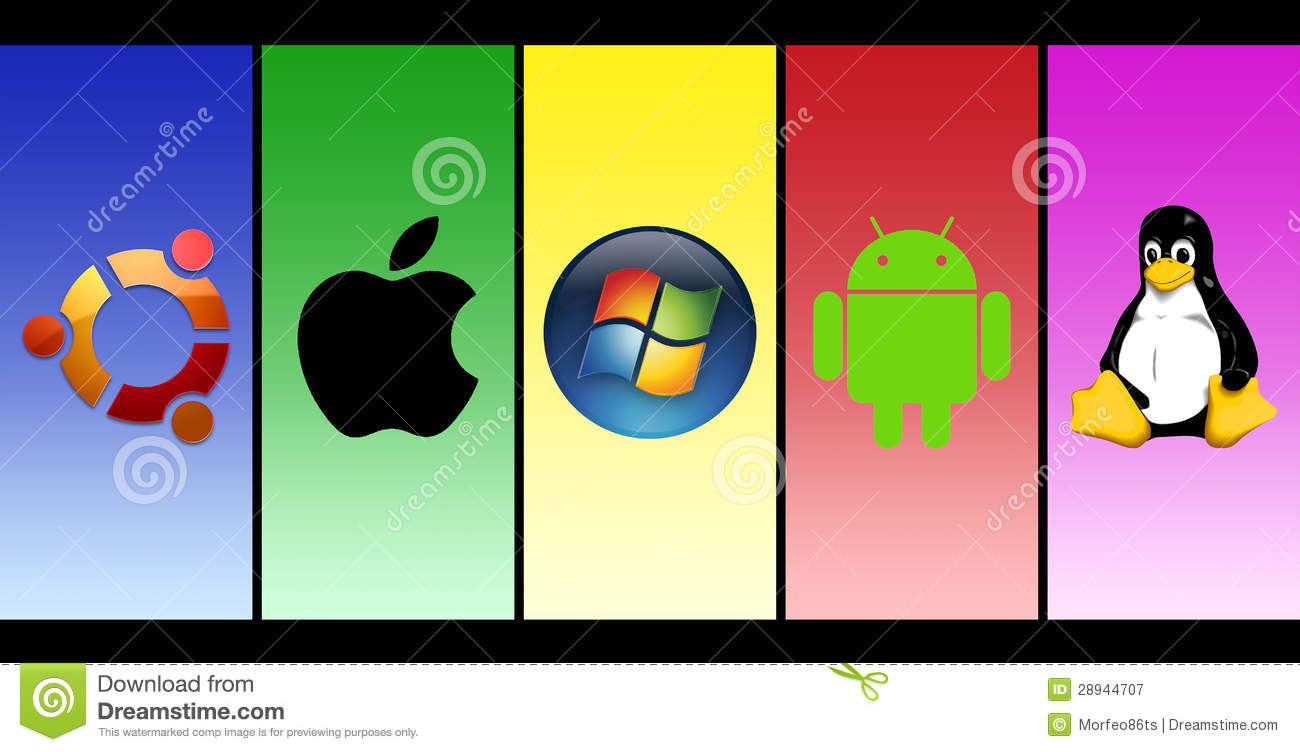 dreamstime
dreamstime
dreamstime
dreamstime
Download from
Dreamstime.com
This watermarked comp image is for previewing purposes only.
ID 28944707
© Morfeo86ts | Dreamstime.com